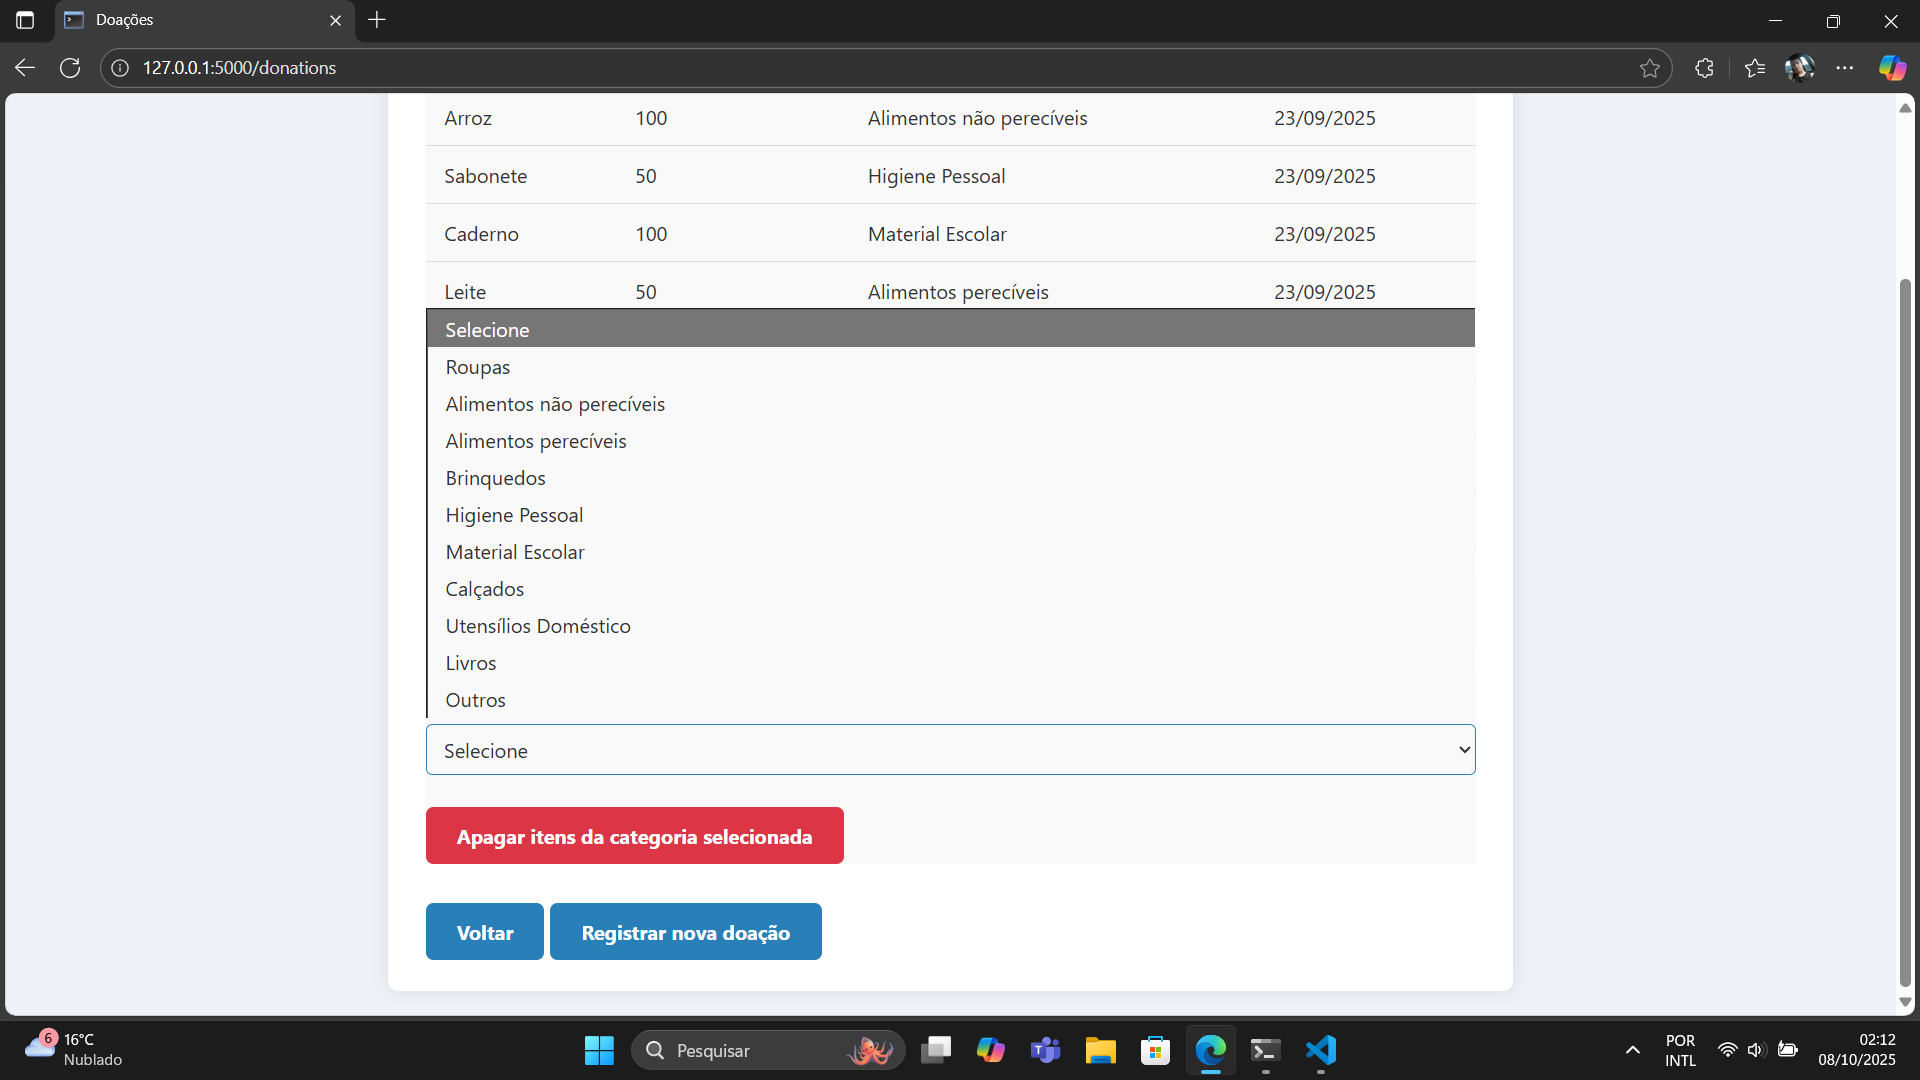 Doações
127.0.0.1:5000/donations
Arroz 100 Alimentos não perecíveis 23/09/2025
Sabonete 50 Higiene Pessoal 23/09/2025
Caderno 100 Material Escolar 23/09/2025
Leite 50 Alimentos perecíveis 23/09/2025
Selecione
Roupas
Alimentos não perecíveis
Alimentos perecíveis
Brinquedos
Higiene Pessoal
Material Escolar
Calçados
Utensílios Doméstico
Livros
Outros
Selecione
Apagar itens da categoria selecionada
Voltar Registrar nova doação
6 16°C
Nublado
Pesquisar
POR
INTL
02:12
08/10/2025